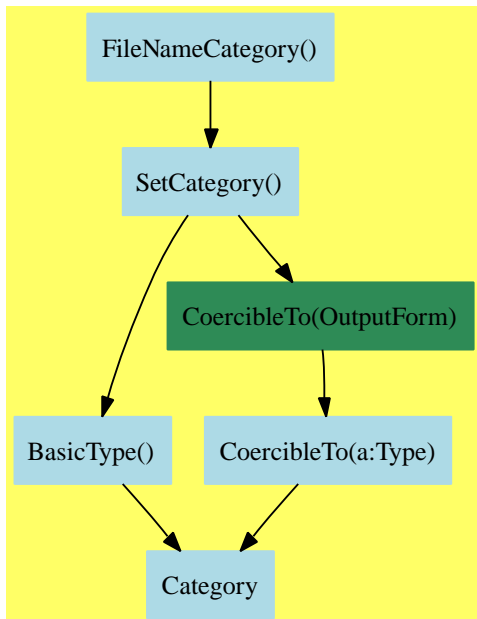 FileNameCategory()
SetCategory()
CoercibleTo(OutputForm)
BasicType()
CoercibleTo(a:Type)
Category